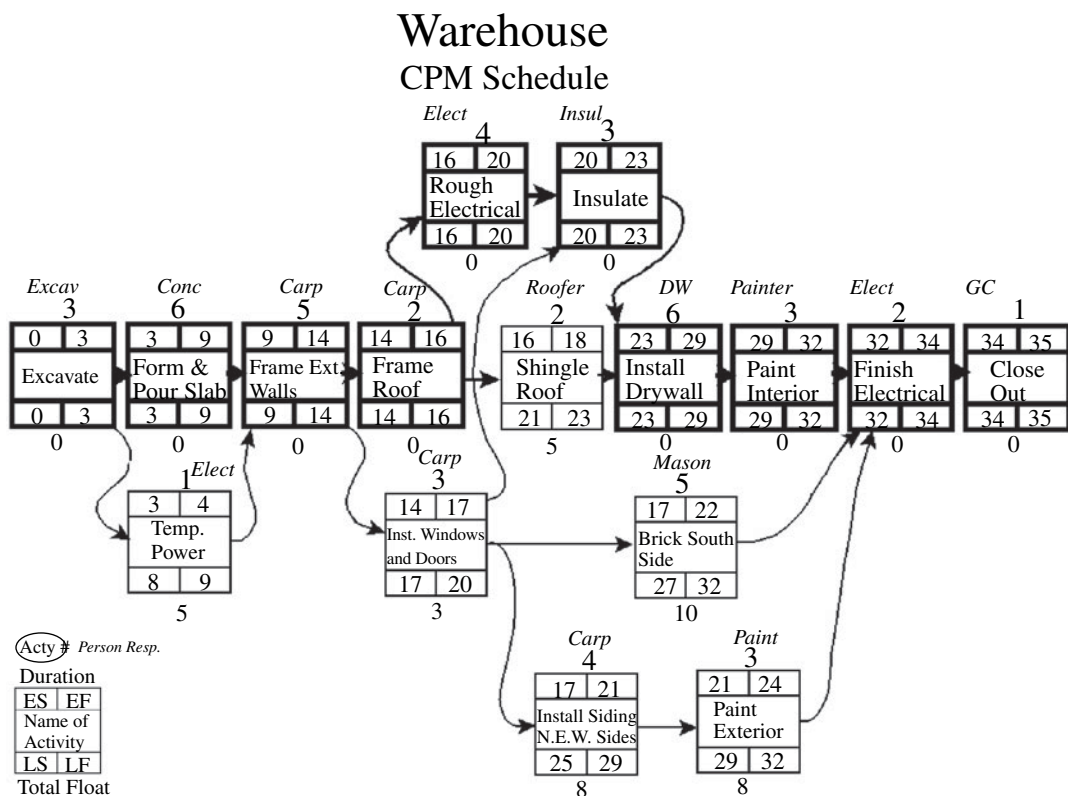 Warehouse
CPM Schedule
Elect
4
16 20
Rough
Electrical
16 20
0
Insul
3
20 23
Insulate
20 23
0
Excav
3
0 3
Excavate
0 3
0
Conc
6
3 9
Form &
Pour Slab
3 9
0
Carp
5
9 14
Frame Ext.
Walls
9 14
0
Carp
2
14 16
Frame
Roof
14 16
0
Roofer
2
16 18
Shingle
Roof
21 23
5
DW
6
23 29
Install
Drywall
23 29
0
Painter
3
29 32
Paint
Interior
29 32
0
Elect
2
32 34
Finish
Electrical
32 34
0
GC
1
34 35
Close
Out
34 35
0
Elect
1
3 4
Temp.
Power
8 9
5
Carp
3
14 17
Inst. Windows
and Doors
17 20
3
Mason
5
17 22
Brick South
Side
27 32
10
Carp
4
17 21
Install Siding
N.E.W. Sides
25 29
8
Paint
3
21 24
Paint
Exterior
29 32
8
Acty # Person Resp.
Duration
ES EF
Name of
Activity
LS LF
Total Float